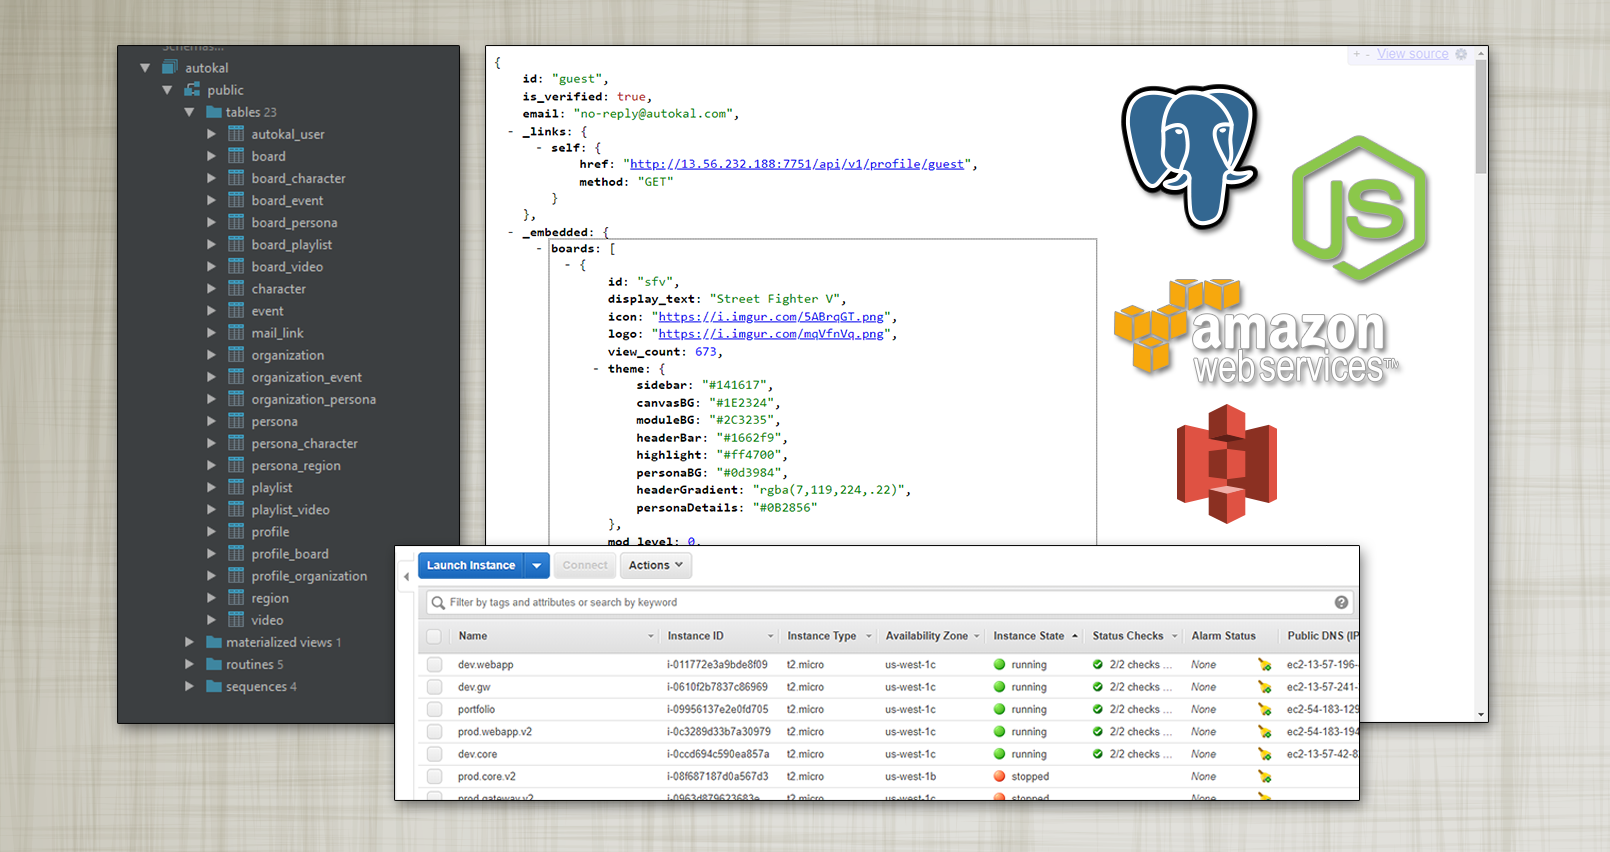 Schemas...
autokal
public
tables 23
autokal_user
board
board_character
board_event
board_persona
board_playlist
board_video
character
event
mail_link
organization
organization_event
organization_persona
persona
persona_character
persona_region
playlist
playlist_video
profile
profile_board
profile_organization
region
video
materialized views 1
routines 5
sequences 4
+ - View source
{
id: "guest",
is_verified: true,
email: "no-reply@autokal.com",
- _links: {
- self: {
href: "http://13.56.232.188:7751/api/v1/profile/guest",
method: "GET"
}
},
- _embedded: {
- boards: [
- {
id: "sfv",
display_text: "Street Fighter V",
icon: "https://i.imgur.com/5ABrqGT.png",
logo: "https://i.imgur.com/mqVfnVq.png",
view_count: 673,
- theme: {
sidebar: "#141617",
canvasBG: "#1E2324",
moduleBG: "#2C3235",
headerBar: "#1662f9",
highlight: "#ff4700",
personaBG: "#0d3984",
headerGradient: "rgba(7,119,224,.22)",
personaDetails: "#0B2856"
},
mod_level: 0,
JS
amazon
web services™
Launch Instance Connect Actions
Filter by tags and attributes or search by keyword
Name Instance ID Instance Type Availability Zone Instance State Status Checks Alarm Status Public DNS (IP
dev.webapp i-011772e3a9bde8f09 t2.micro us-west-1c running 2/2 checks ... None ec2-13-57-196-
dev.gw i-0610f2b7837c86969 t2.micro us-west-1c running 2/2 checks ... None ec2-13-57-241-
portfolio i-09956137e2e0fd705 t2.micro us-west-1c running 2/2 checks ... None ec2-54-183-129
prod.webapp.v2 i-0c3289d33b7a30979 t2.micro us-west-1c running 2/2 checks ... None ec2-54-183-194
dev.core i-0ccd694c590ea857a t2.micro us-west-1c running 2/2 checks ... None ec2-13-57-42-8
prod.core.v2 i-08f687187d0a567d3 t2.micro us-west-1b stopped None
prod.gateway.v2 i-0963d879623683e t2.micro us-west-1c stopped None